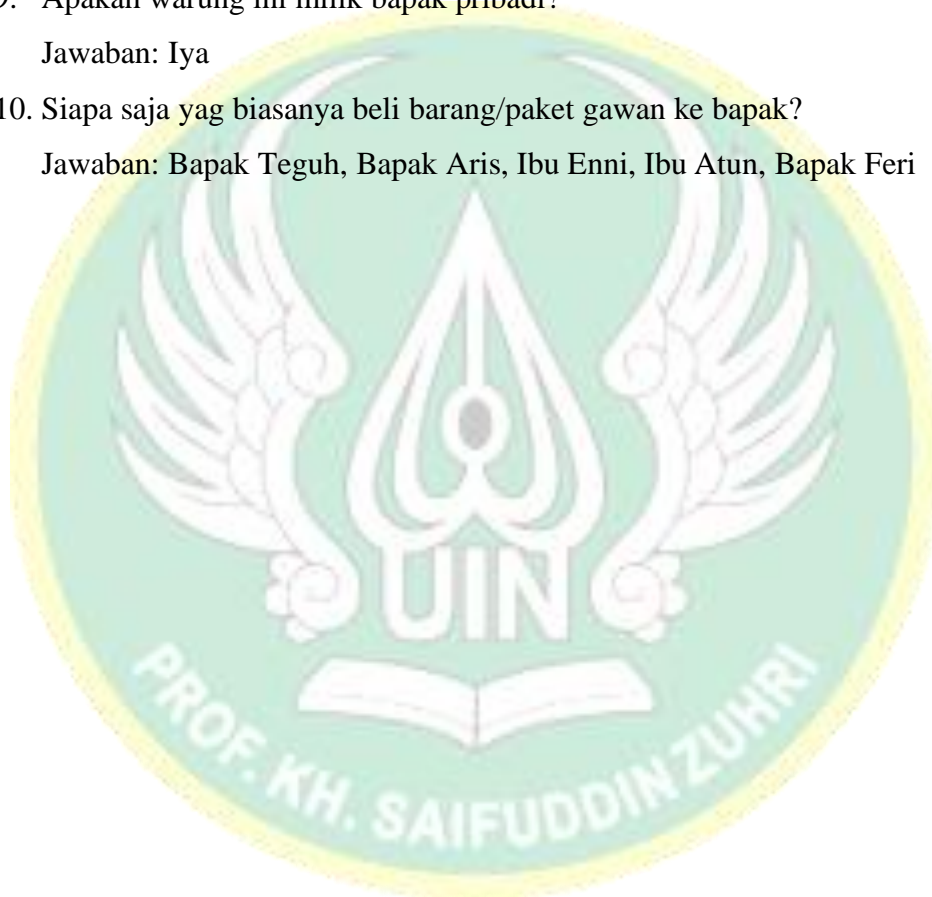 9. Apakah warung ini milik bapak pribadi?
Jawaban: Iya
10. Siapa saja yag biasanya beli barang/paket gawan ke bapak?
Jawaban: Bapak Teguh, Bapak Aris, Ibu Enni, Ibu Atun, Bapak Feri
UIN
PROF. KH. SAIFUDDIN ZUHRI